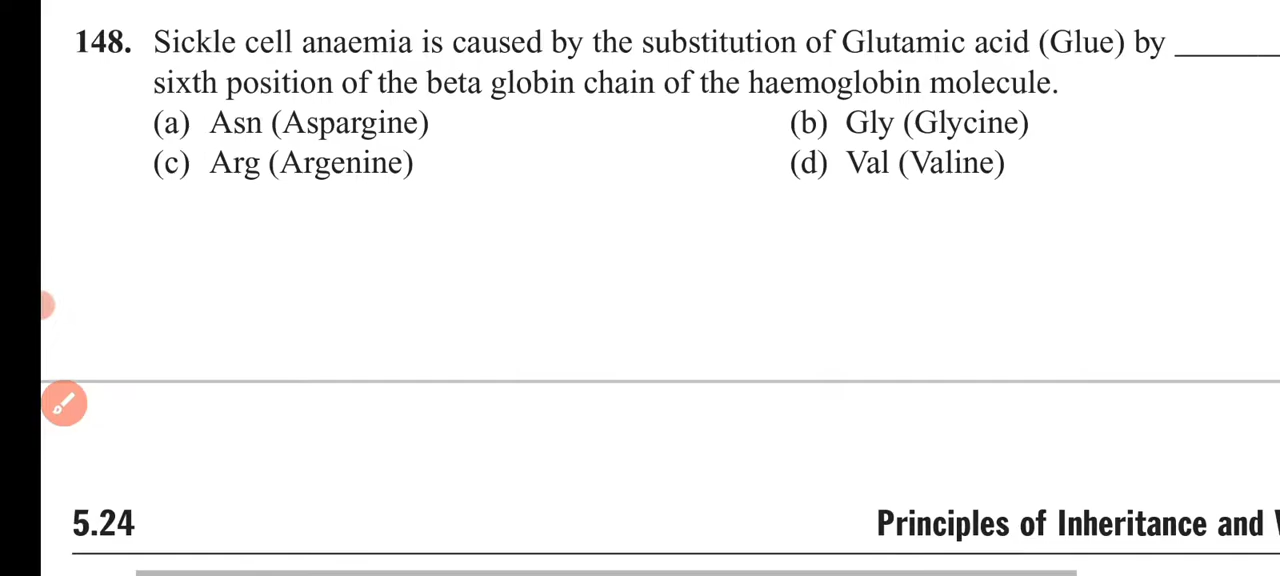 148. Sickle cell anaemia is caused by the substitution of Glutamic acid (Glue) by ________
sixth position of the beta globin chain of the haemoglobin molecule.
(a) Asn (Aspargine) (b) Gly (Glycine)
(c) Arg (Argenine) (d) Val (Valine)
5.24 Principles of Inheritance and